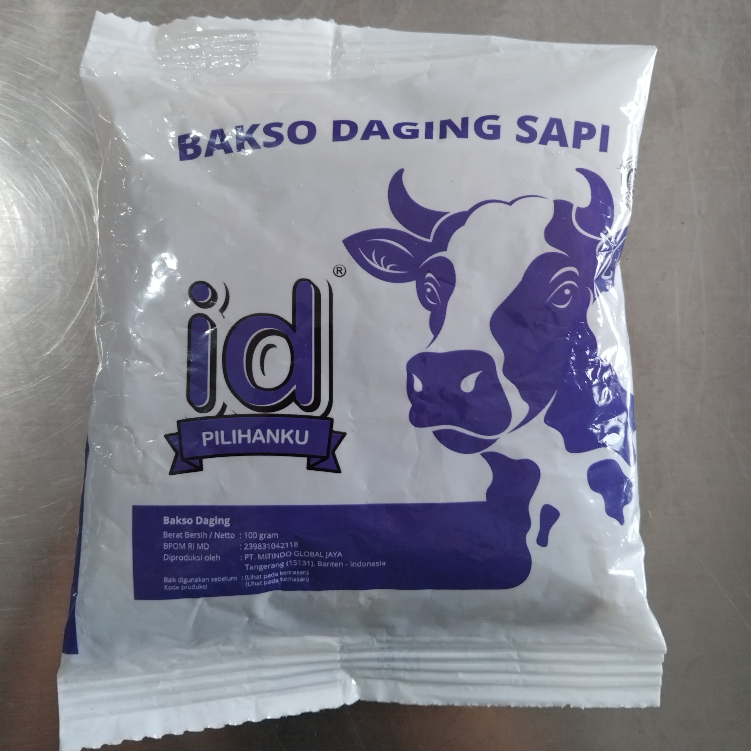 BAKSO DAGING SAPI
id®
PILIHANKU
Bakso Daging
Berat Bersih / Netto : 100 gram
BPOM RI MD : 239831042118
Diproduksi oleh : PT. MITINDO GLOBAL JAYA
Tangerang (15131), Banten - Indonesia
Baik digunakan sebelum : (Lihat pada kemasan)
Kode produksi : (Lihat pada kemasan)